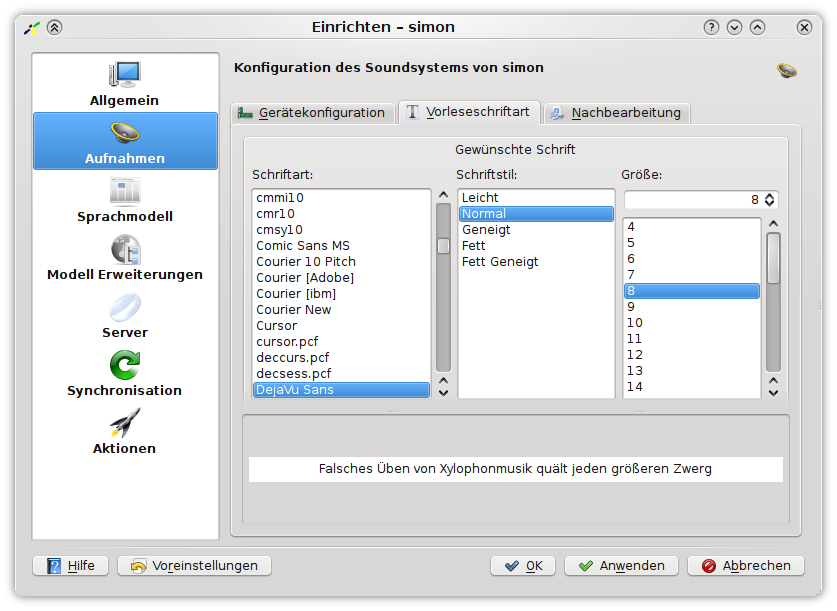 Einrichten – simon
Allgemein
Aufnahmen
Sprachmodell
Modell Erweiterungen
Server
Synchronisation
Aktionen
Konfiguration des Soundsystems von simon
Gerätekonfiguration
Vorleseschriftart
Nachbearbeitung
Gewünschte Schrift
Schriftart:
cmmi10
cmr10
cmsy10
Comic Sans MS
Courier 10 Pitch
Courier [Adobe]
Courier [ibm]
Courier New
Cursor
cursor.pcf
deccurs.pcf
decsess.pcf
DejaVu Sans
Schriftstil:
Leicht
Normal
Geneigt
Fett
Fett Geneigt
Größe:
8
4
5
6
7
8
9
10
11
12
13
14
Falsches Üben von Xylophonmusik quält jeden größeren Zwerg
Hilfe
Voreinstellungen
OK
Anwenden
Abbrechen